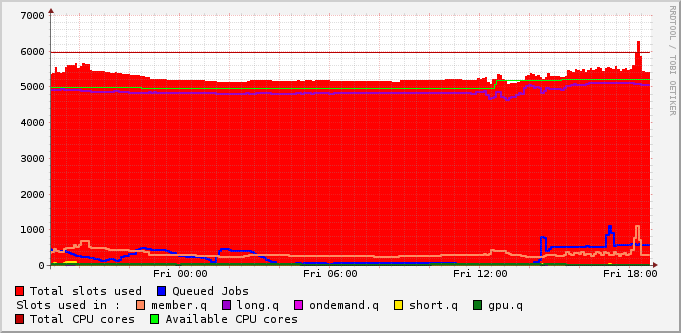 7000
6000
5000
4000
3000
2000
1000
0
Fri 00:00 Fri 06:00 Fri 12:00 Fri 18:00
RRDTOOL / TOBI OETIKER
Total slots used Queued Jobs
Slots used in : member.q long.q ondemand.q short.q gpu.q
Total CPU cores Available CPU cores